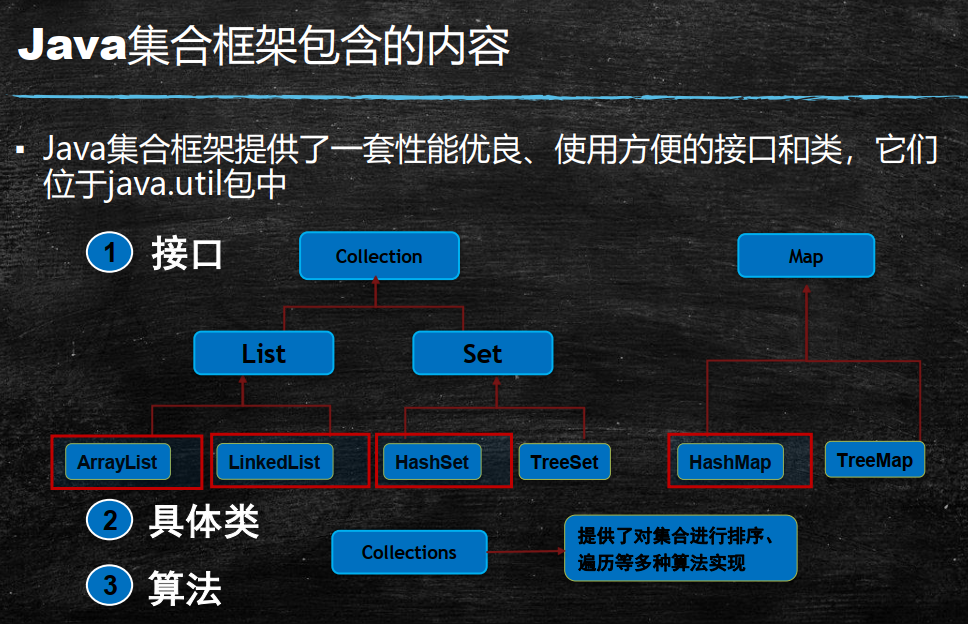 Java集合框架包含的内容
▪ Java集合框架提供了一套性能优良、使用方便的接口和类，它们
位于java.util包中
1 接口
Collection
Map
List
Set
ArrayList
LinkedList
HashSet
TreeSet
HashMap
TreeMap
2 具体类
Collections
提供了对集合进行排序、
遍历等多种算法实现
3 算法